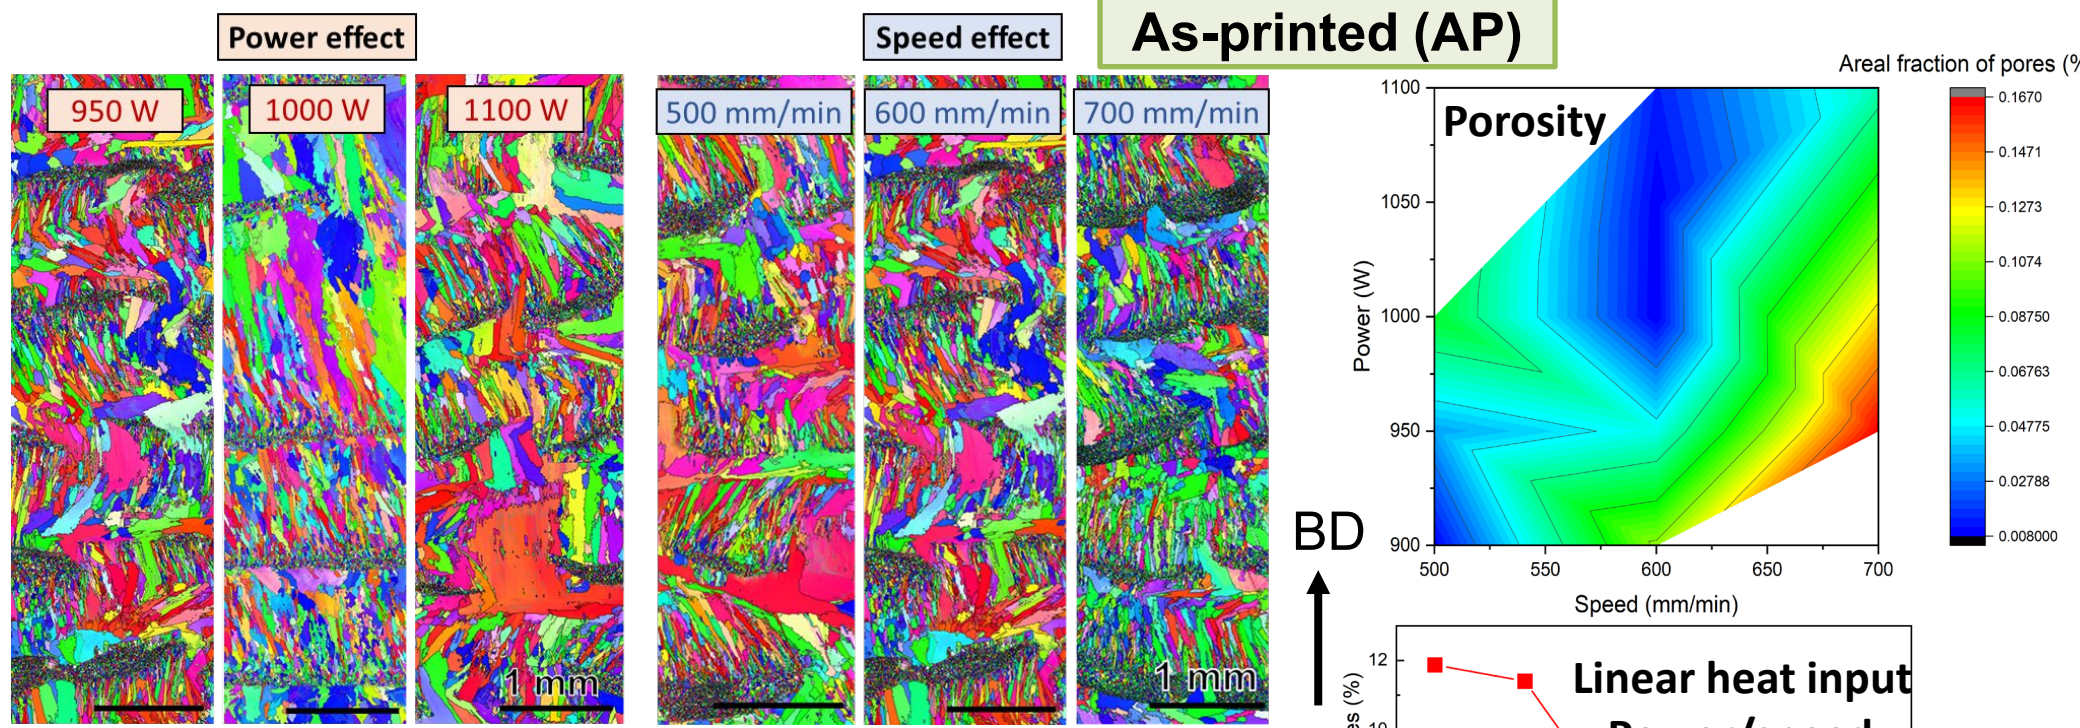 Power effect
Speed effect
As-printed (AP)
950 W
1000 W
1100 W
500 mm/min
600 mm/min
700 mm/min
1 mm
1 mm
BD
Areal fraction of pores (%
Porosity
1100
1050
1000
950
900
Power (W)
500
550
600
650
700
Speed (mm/min)
0.1670
0.1471
0.1273
0.1074
0.08750
0.06763
0.04775
0.02788
0.008000
12
10
(%)
Linear heat input
Power/speed